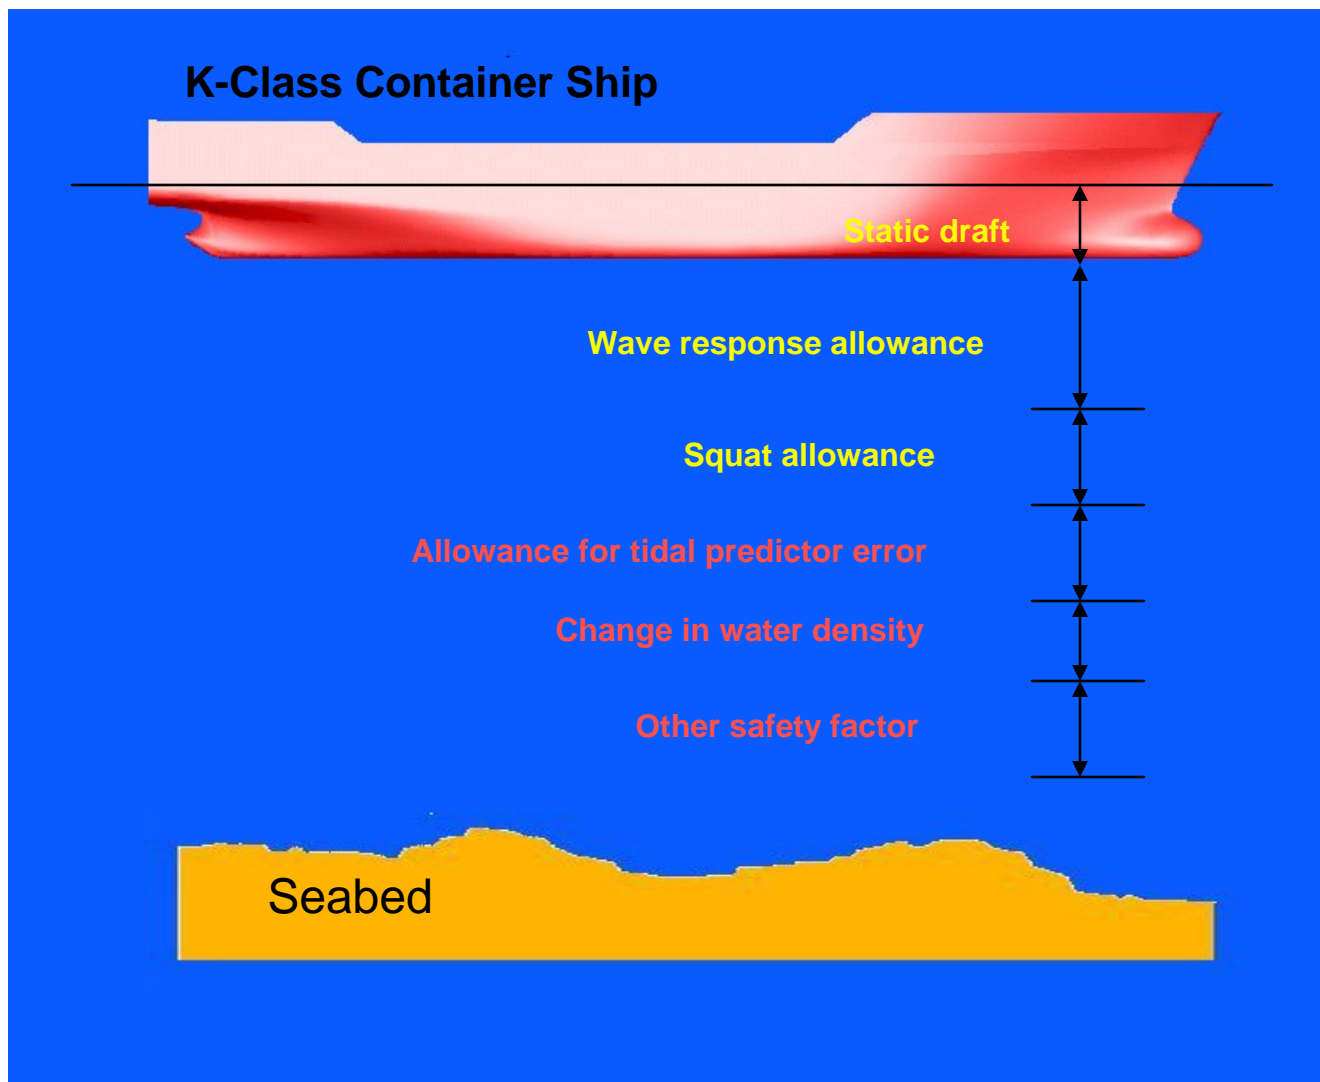 K-Class Container Ship
Static draft
Wave response allowance
Squat allowance
Allowance for tidal predictor error
Change in water density
Other safety factor
Seabed